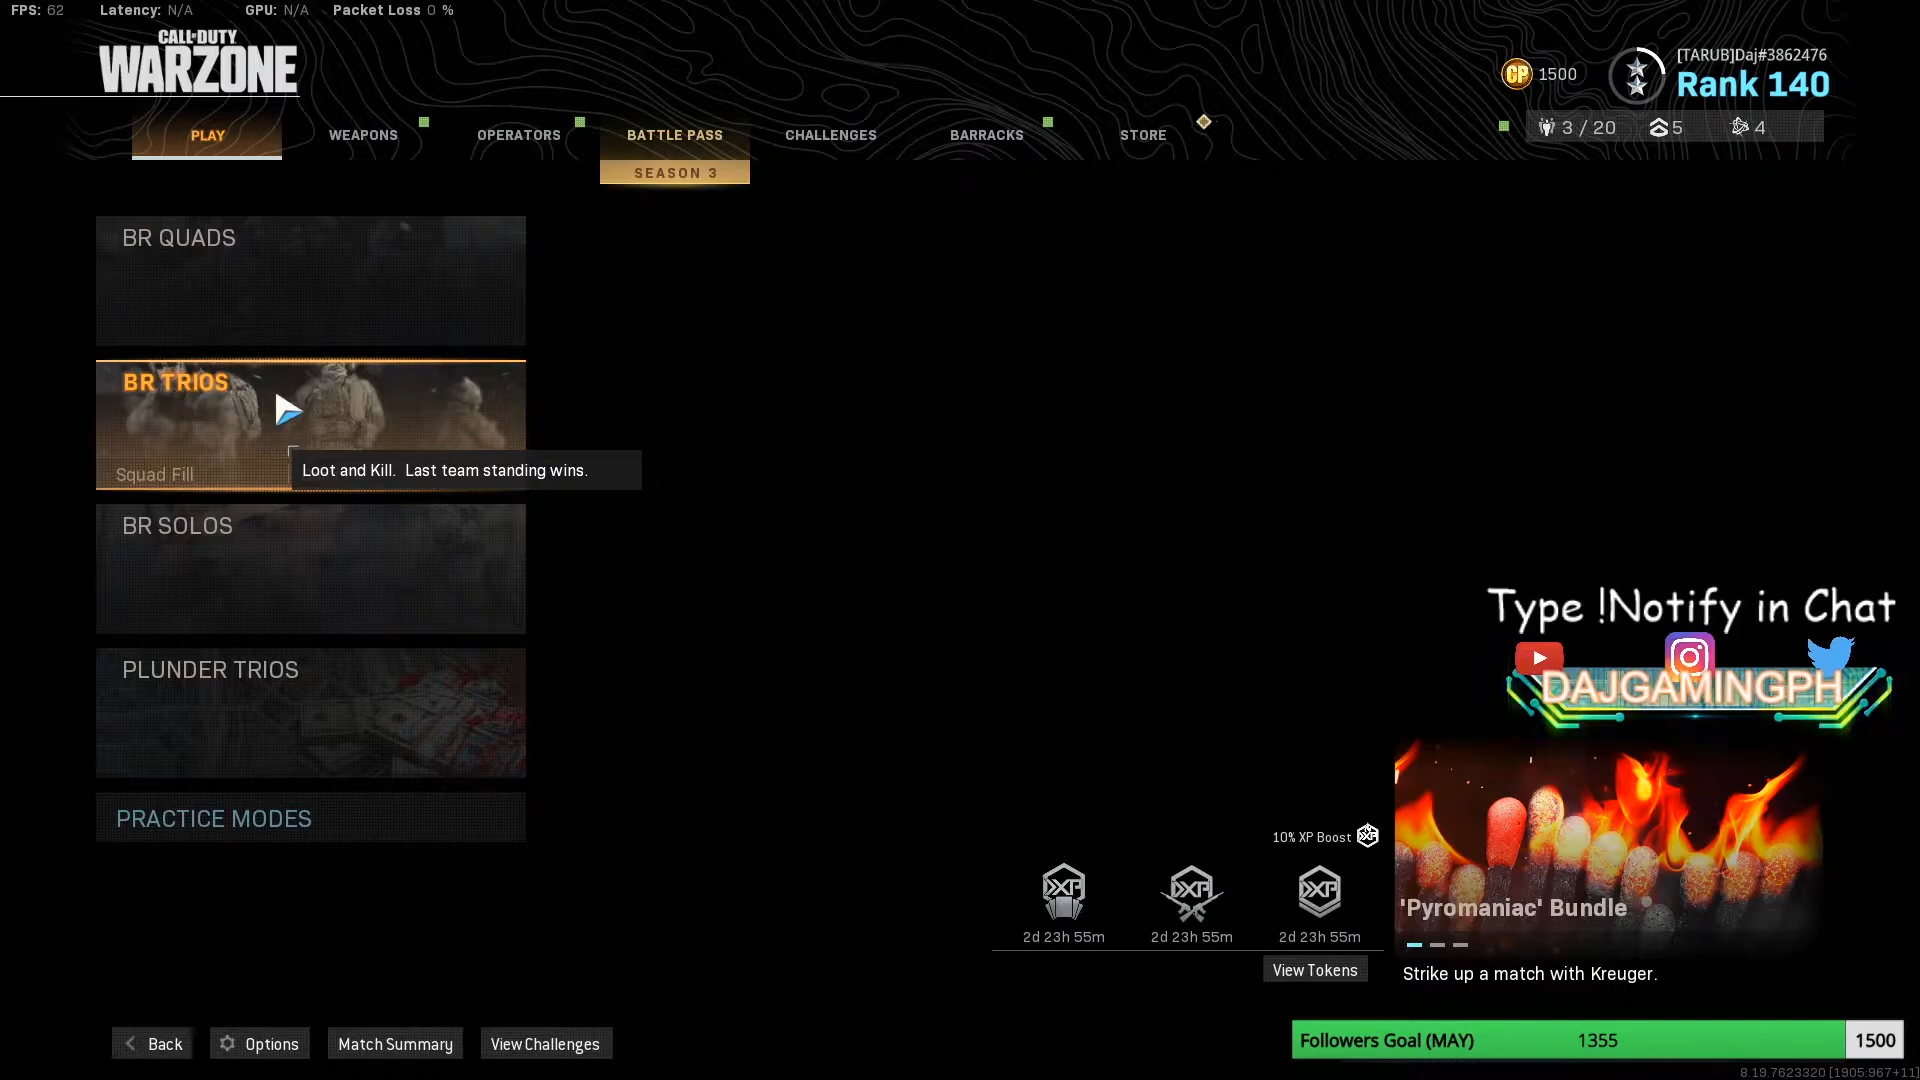 FPS: 62 Latency: N/A GPU: N/A Packet Loss 0 %
CALL OF DUTY
WARZONE
CP 1500
[TARUB]Daj#3862476
Rank 140
3 / 20 5 4
PLAY WEAPONS OPERATORS BATTLE PASS CHALLENGES BARRACKS STORE
SEASON 3
BR QUADS
BR TRIOS
Squad Fill
Loot and Kill. Last team standing wins.
BR SOLOS
PLUNDER TRIOS
PRACTICE MODES
Type !Notify in Chat
DAJGAMINGPH
10% XP Boost
2d 23h 55m 2d 23h 55m 2d 23h 55m
View Tokens
'Pyromaniac' Bundle
Strike up a match with Kreuger.
Back Options Match Summary View Challenges
Followers Goal (MAY) 1355 1500
8.19.7623320 [1905:967+11]